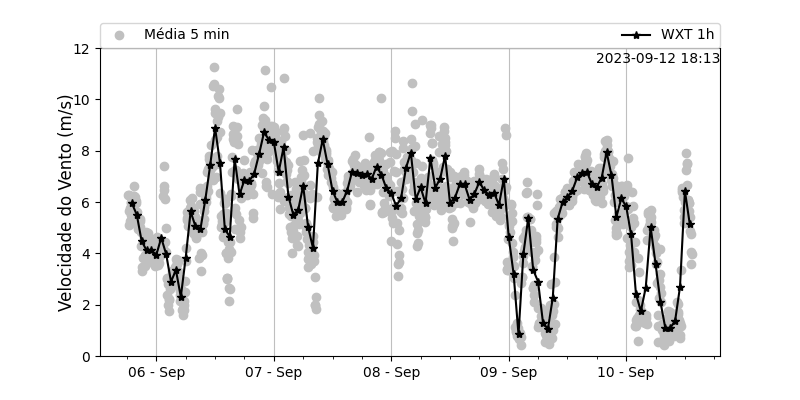 Média 5 min
WXT 1h
2023-09-12 18:13
Velocidade do Vento (m/s)
12
10
8
6
4
2
0
06 - Sep
07 - Sep
08 - Sep
09 - Sep
10 - Sep